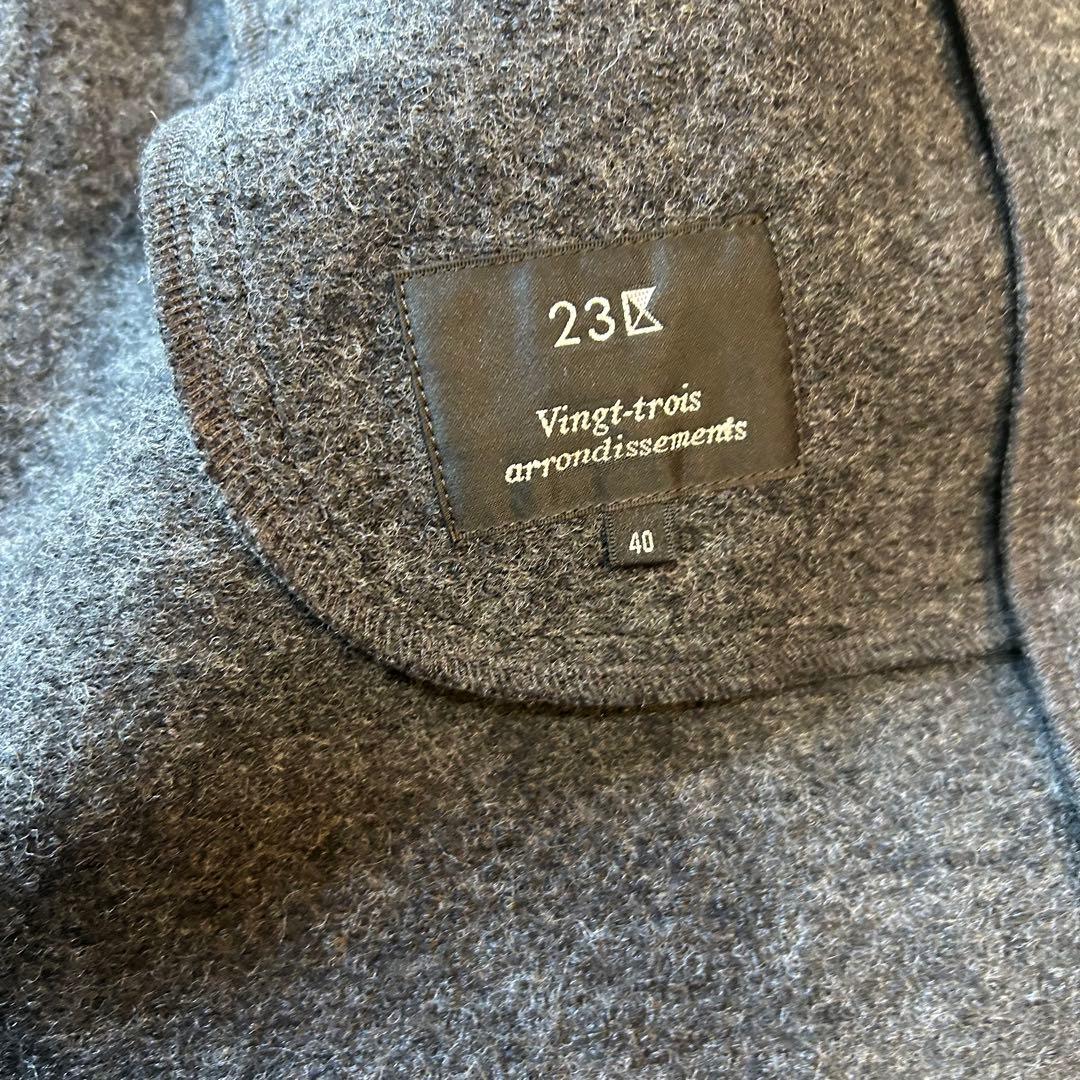 23区
Vingt-trois
arrondissements
40